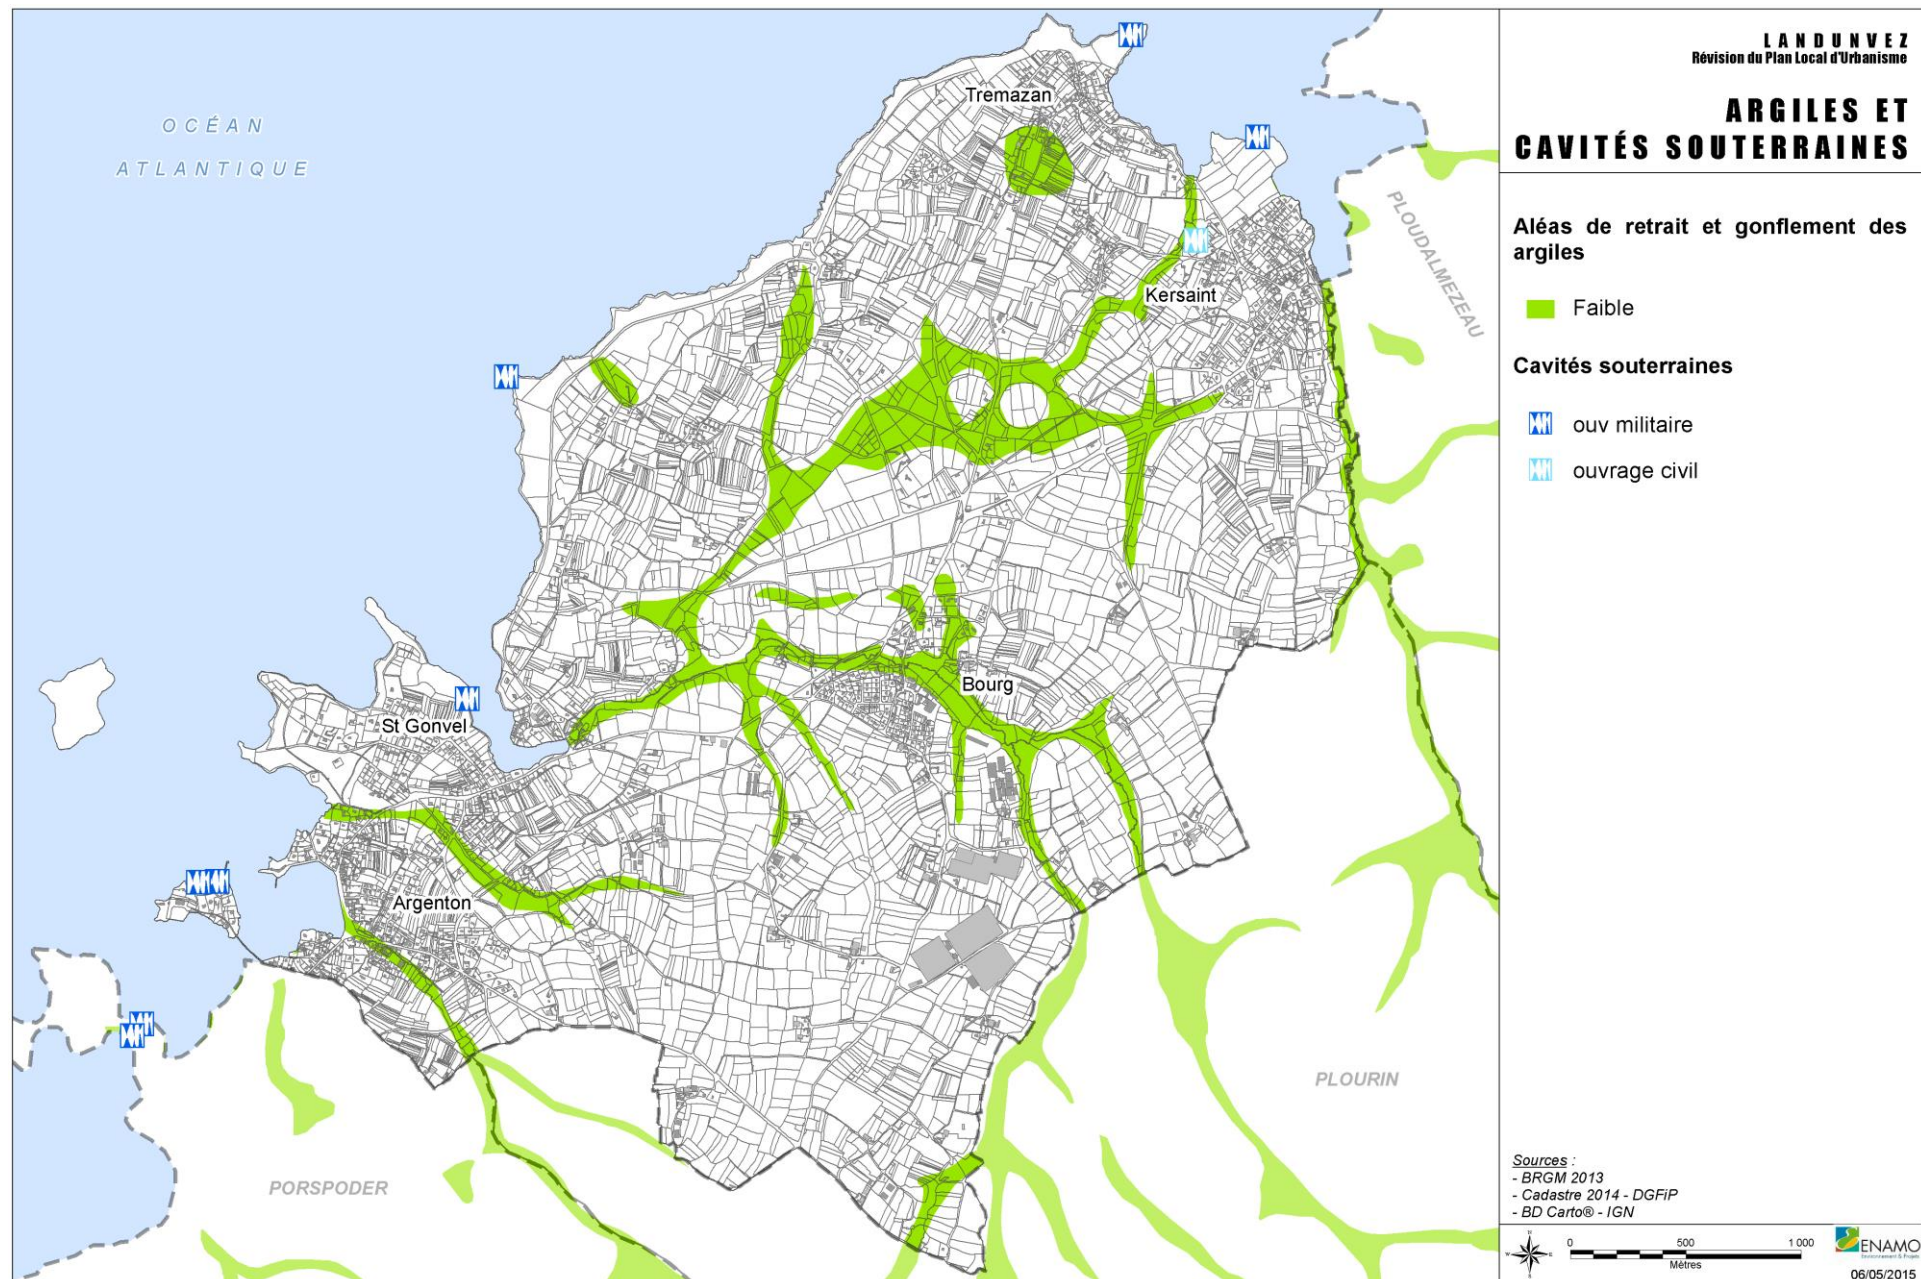 L A N D U N V E Z
Révision du Plan Local d'Urbanisme
ARGILES ET
CAVITÉS SOUTERRAINES
Aléas de retrait et gonflement des
argiles
Faible
Cavités souterraines
ouv militaire
ouvrage civil
OCÉAN
ATLANTIQUE
Tremazan
PLOUDALMEZEAU
Kersaint
Bourg
St Gonvel
Argenton
PLOURIN
PORSPODER
Sources :
- BRGM 2013
- Cadastre 2014 - DGFiP
- BD Carto® - IGN
0 500 1 000
Mètres
ENAMO
Environnement & Projets
06/05/2015